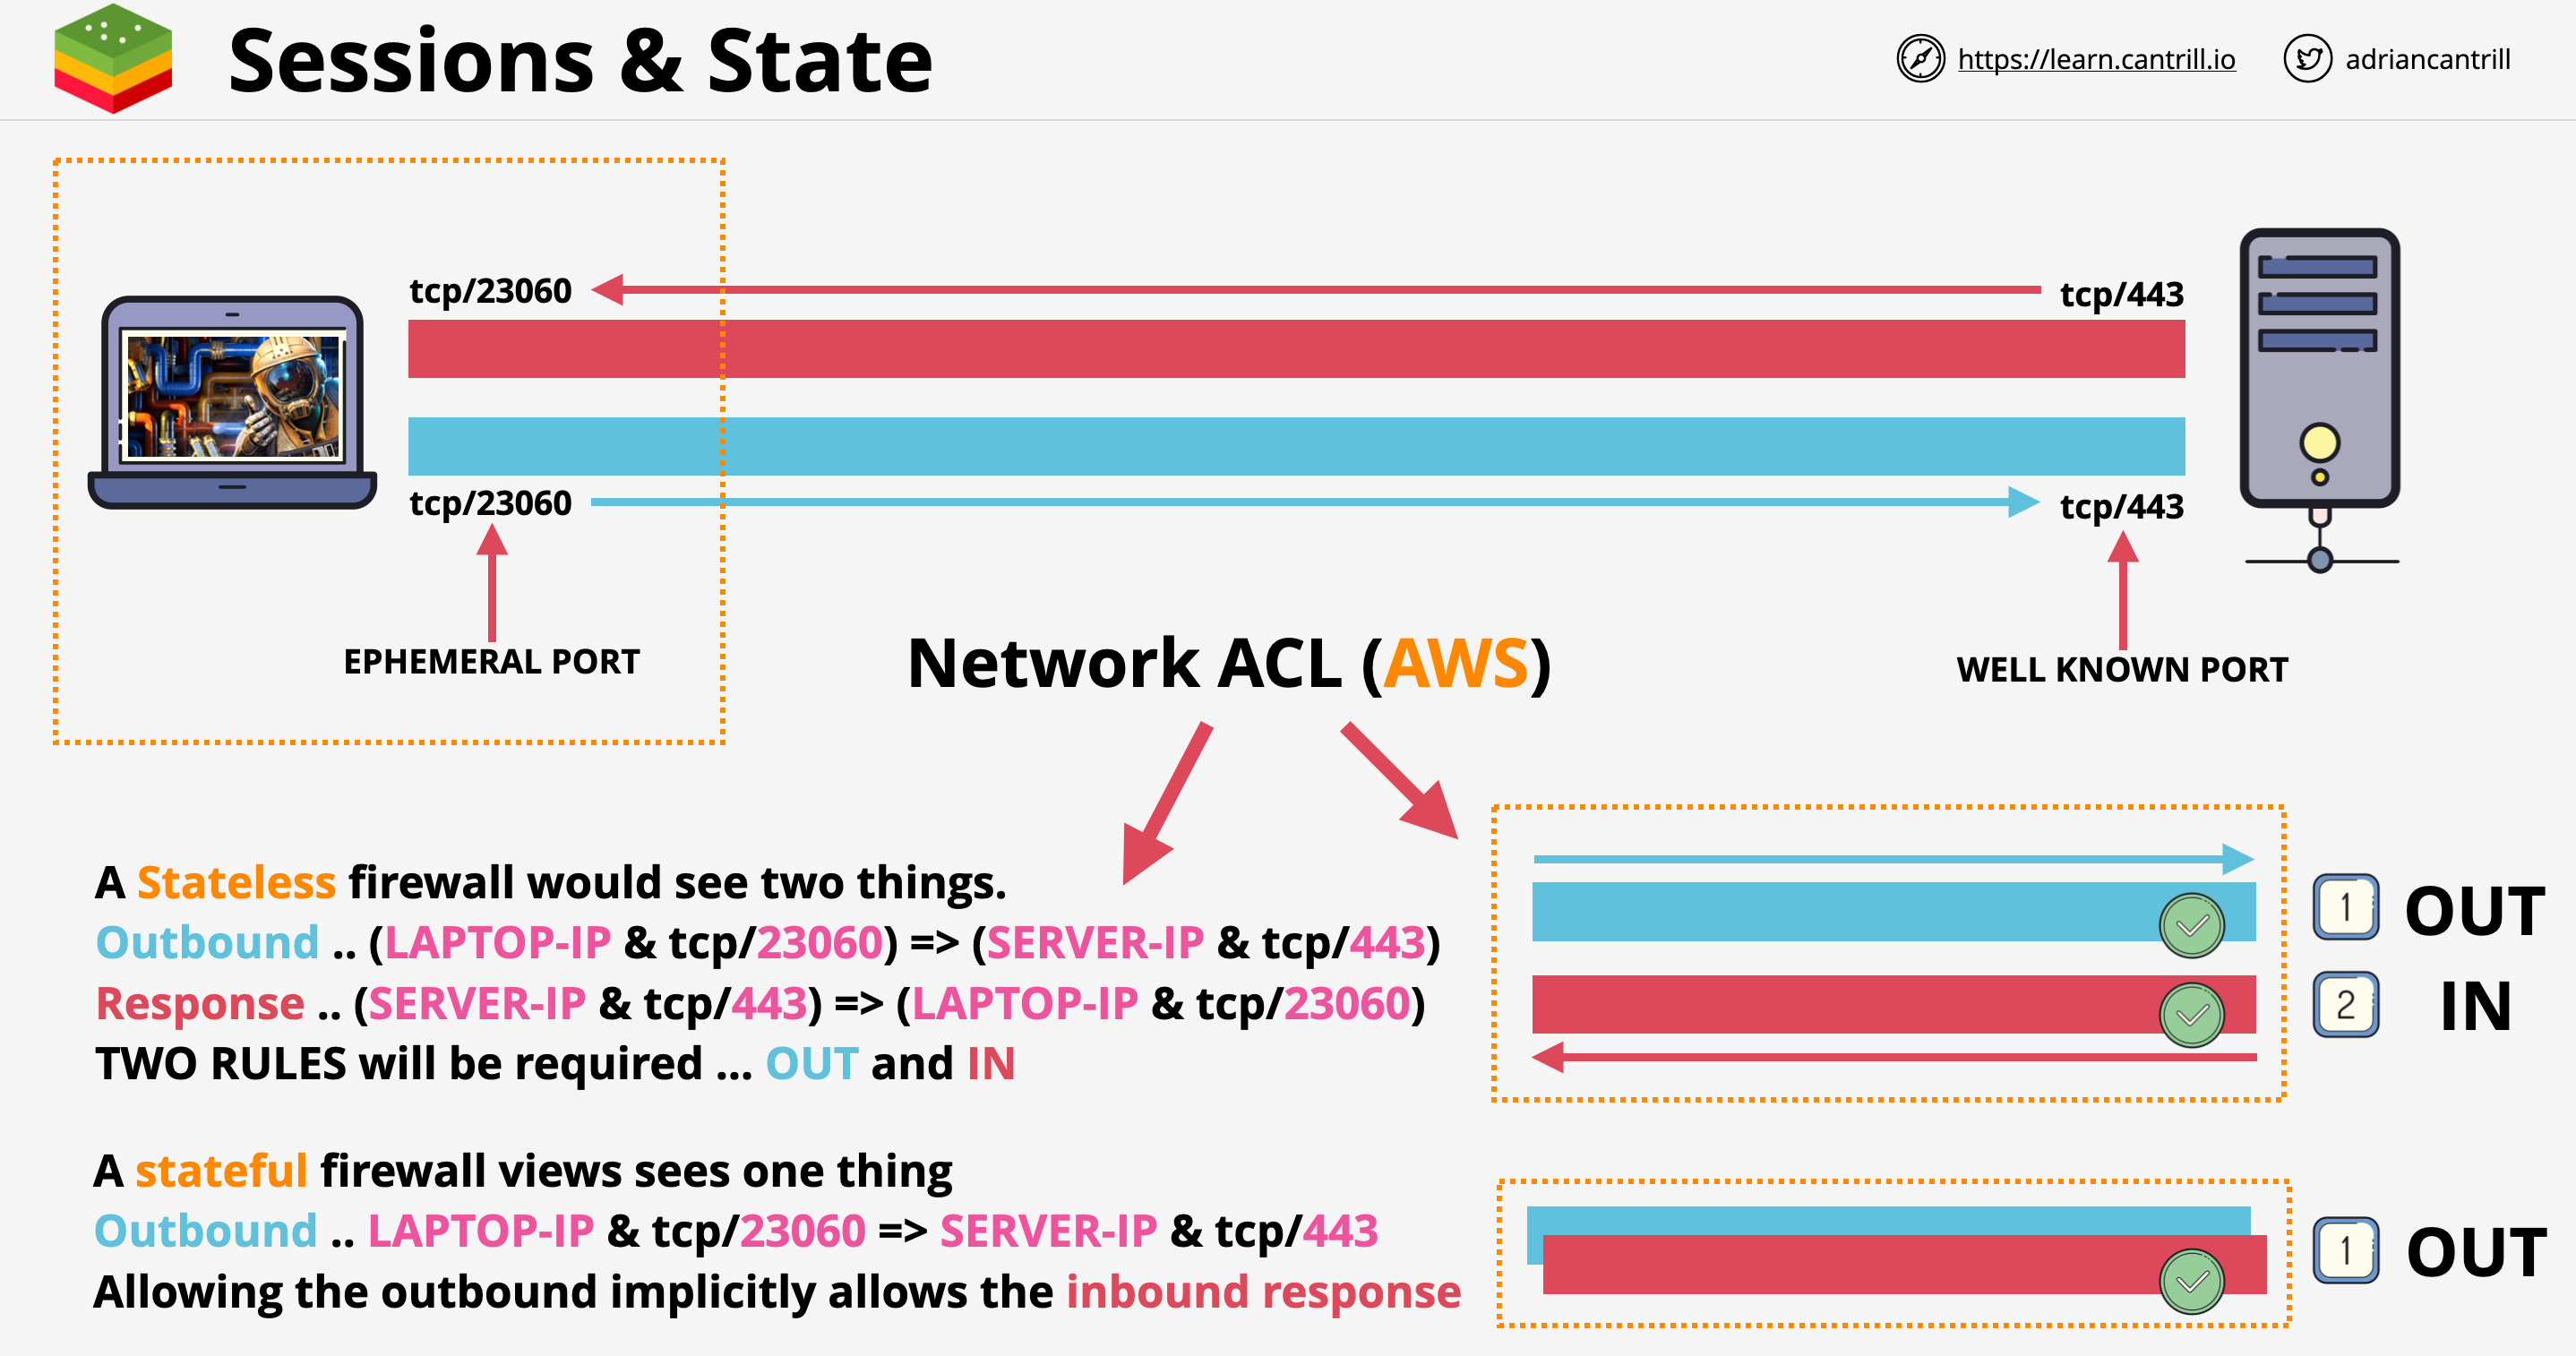 Sessions & State
https://learn.cantrill.io
adriancantrill
tcp/23060
tcp/443
tcp/23060
tcp/443
EPHEMERAL PORT
WELL KNOWN PORT
Network ACL (AWS)
A Stateless firewall would see two things.
Outbound .. (LAPTOP-IP & tcp/23060) => (SERVER-IP & tcp/443)
Response .. (SERVER-IP & tcp/443) => (LAPTOP-IP & tcp/23060)
TWO RULES will be required ... OUT and IN
1 OUT
2 IN
A stateful firewall views sees one thing
Outbound .. LAPTOP-IP & tcp/23060 => SERVER-IP & tcp/443
Allowing the outbound implicitly allows the inbound response
1 OUT